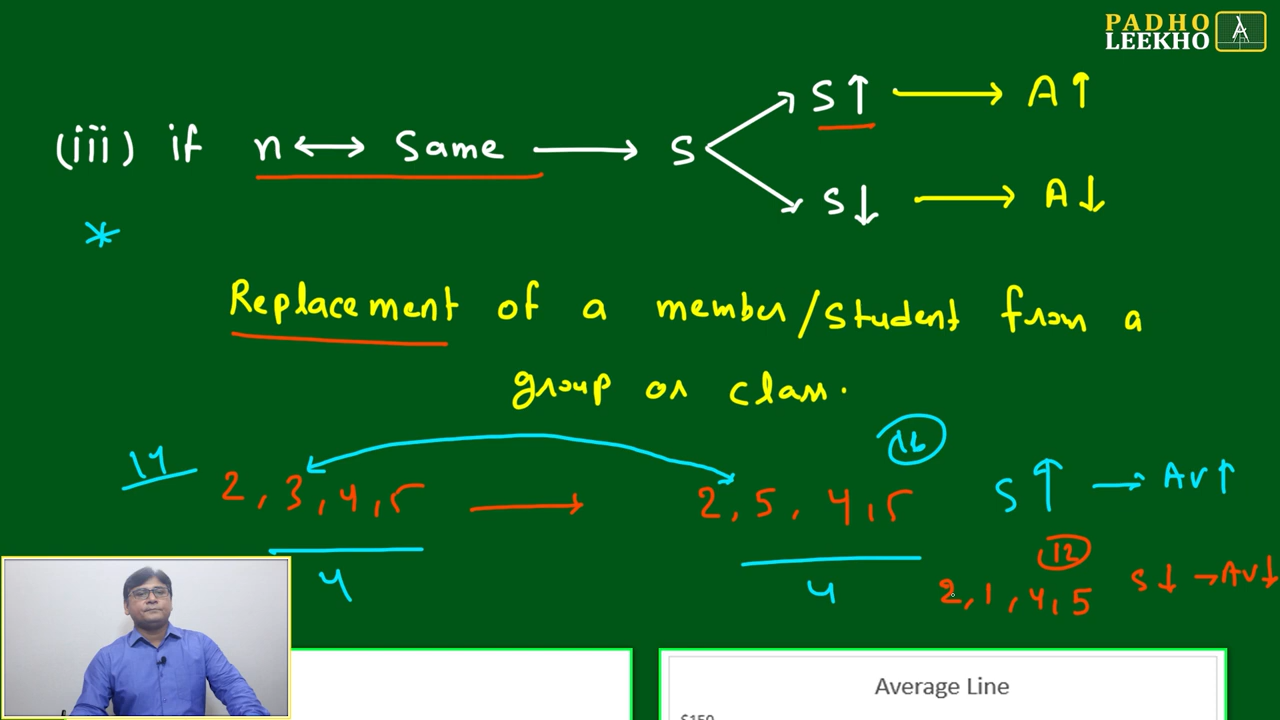 PADHO
LEEKHO
S↑ → A↑
(iii) if n ↔ Same → S
S↓ → A↓
*
Replacement of a member/student from a
group or class.
14 2, 3, 4, 5 → 2, 5, 4, 5 16 S↑ → AV↑
4 4 2, 1, 4, 5 12 S↓ → AV↓
Average Line
$150